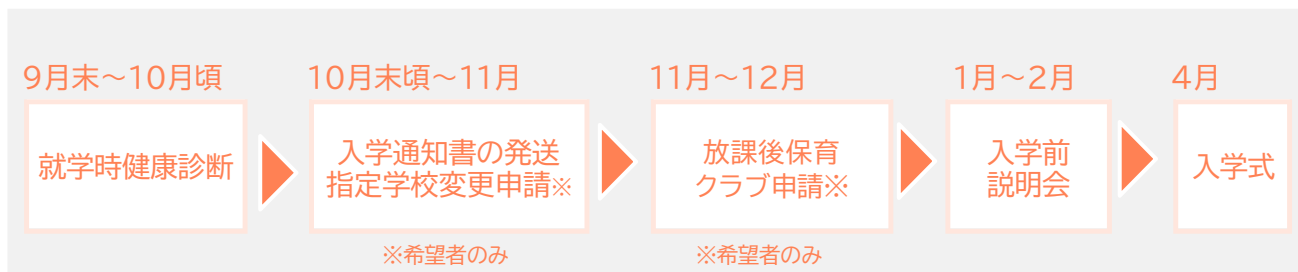 9月末～10月頃
就学時健康診断
10月末頃～11月
入学通知書の発送
指定学校変更申請※
※希望者のみ
11月～12月
放課後保育
クラブ申請※
※希望者のみ
1月～2月
入学前
説明会
4月
入学式